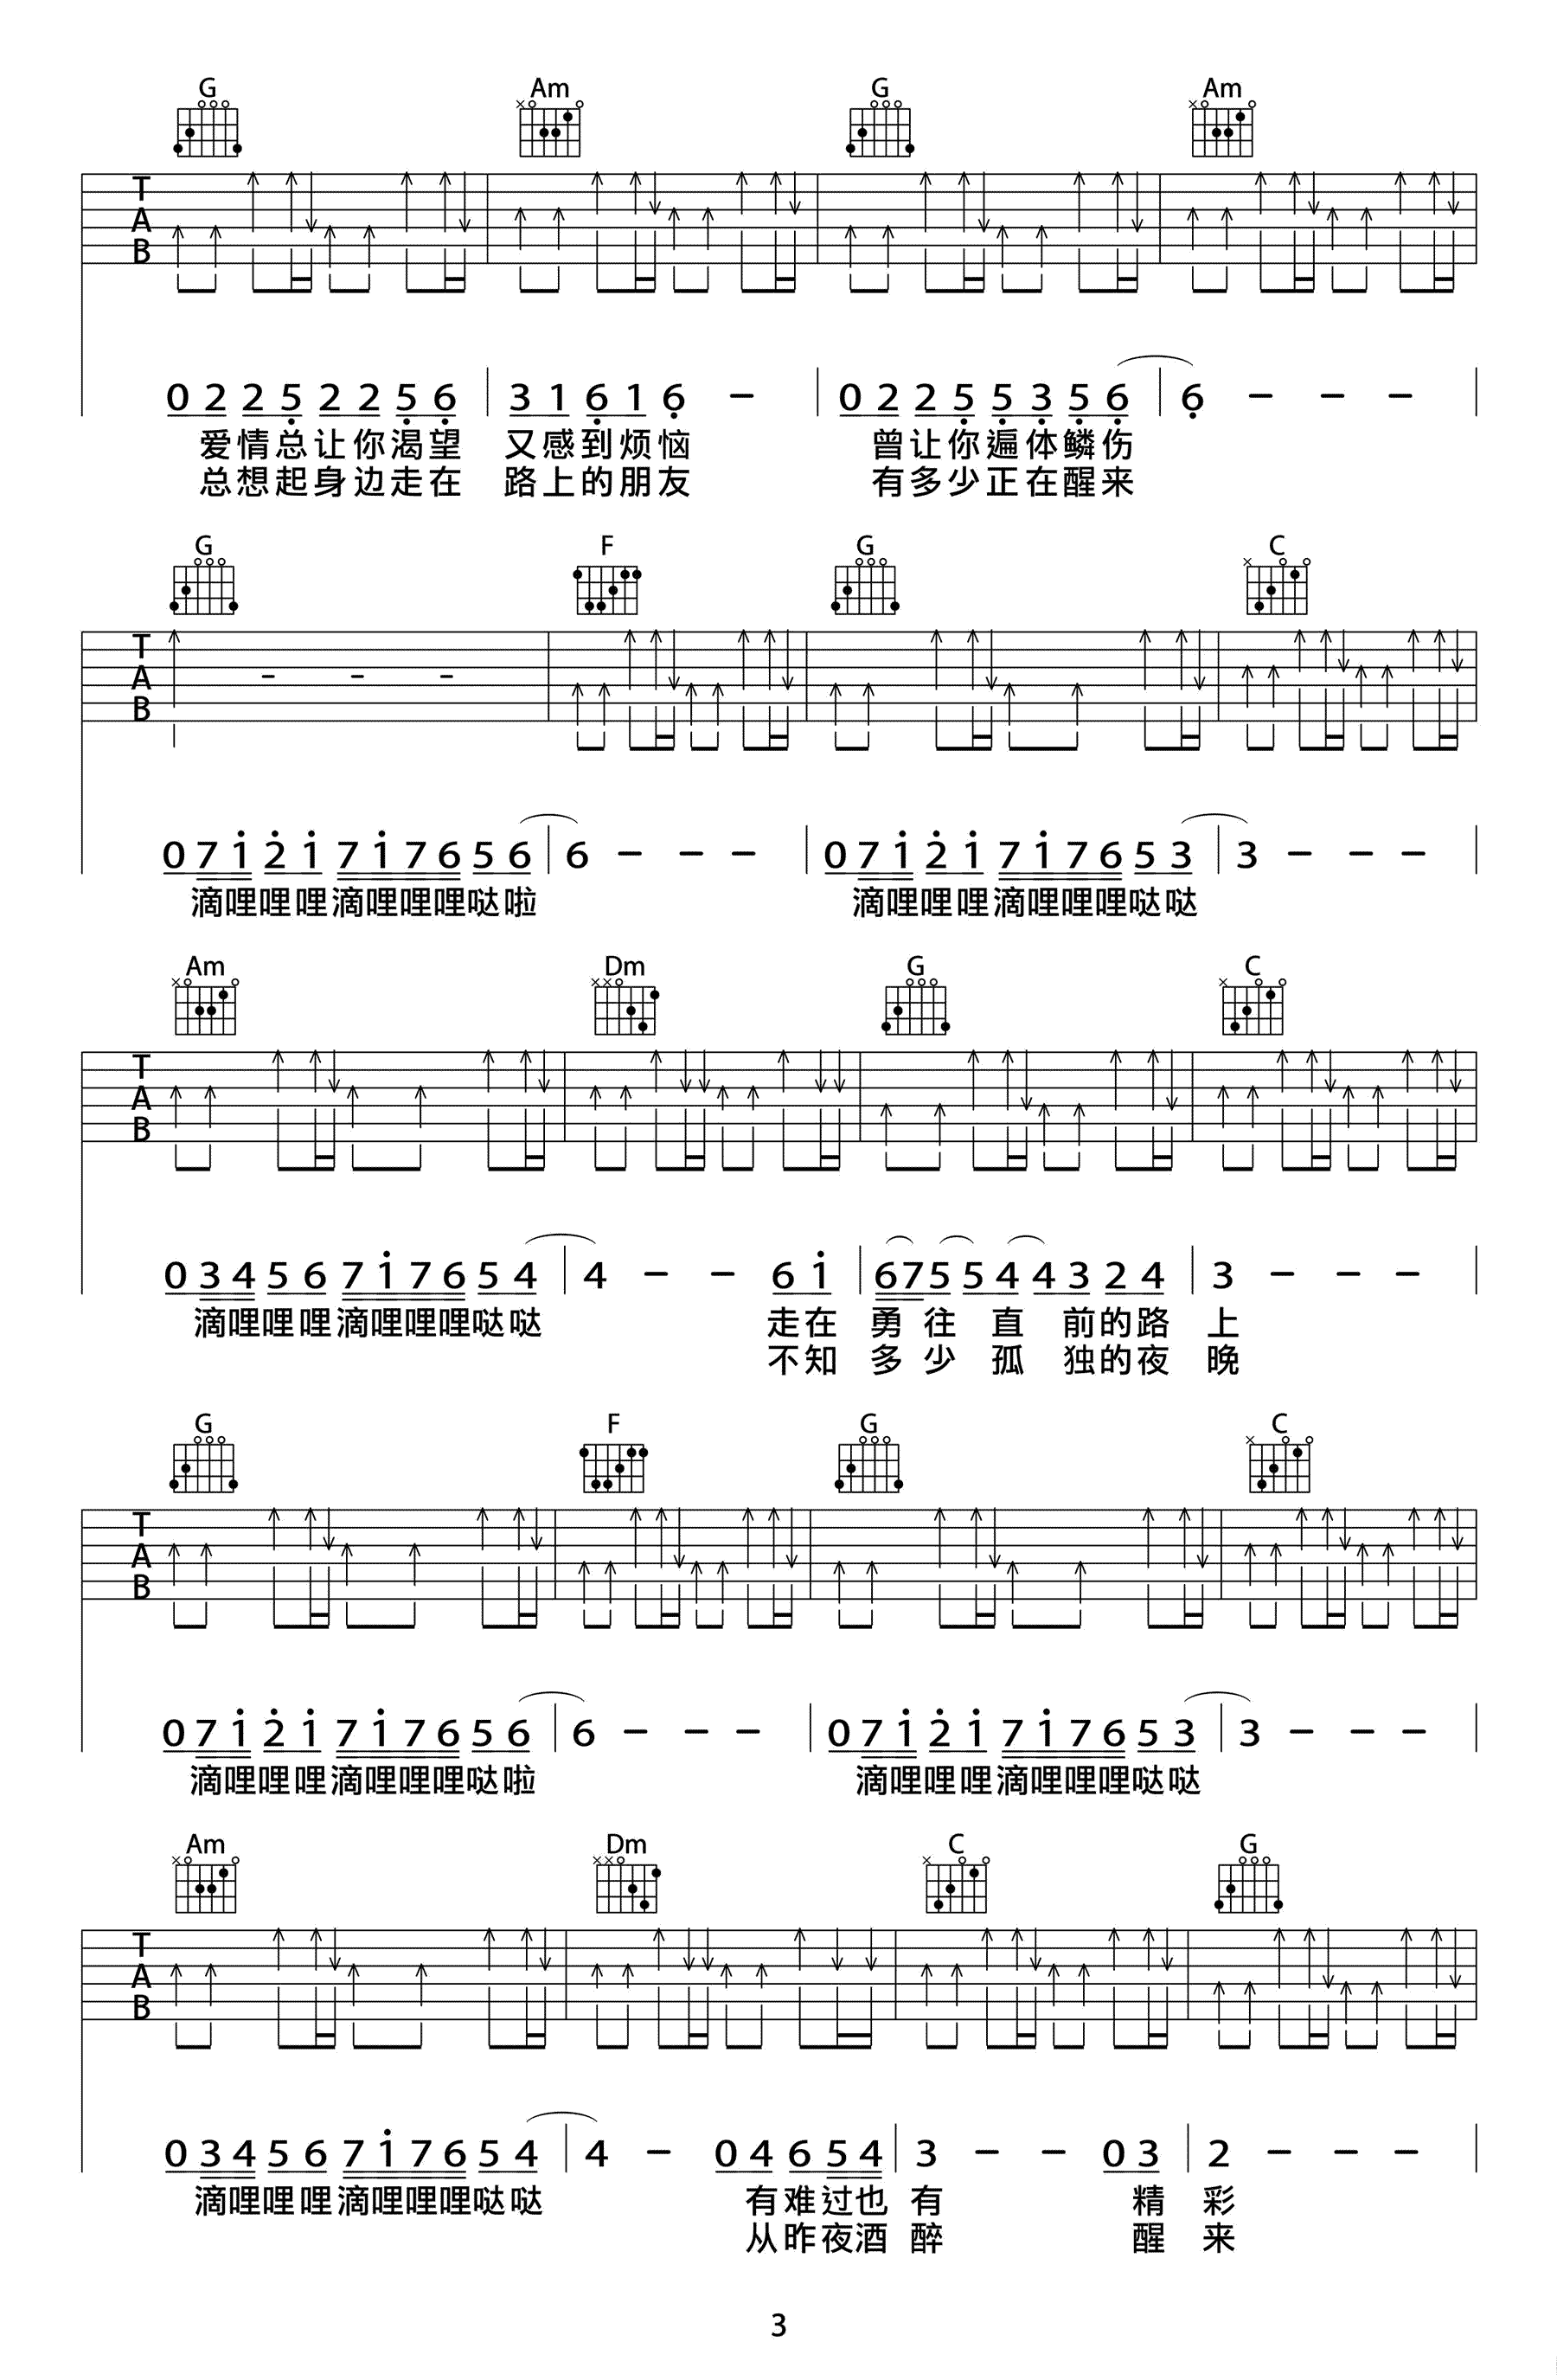 G Am G Am
T
A
B
0 2 2 5 2 2 5 6 3 1 6 1 6 – 0 2 2 5 5 3 5 6 6 – – –
爱情总让你渴望 又感到烦恼 曾让你遍体鳞伤
总想起身边走在 路上的朋友 有多少正在醒来
G F G C
T
A
B
0 7 1 2 1 7 1 7 6 5 6 6 – – – 0 7 1 2 1 7 1 7 6 5 3 3 – – –
滴哩哩哩滴哩哩哩哒啦 滴哩哩哩滴哩哩哩哒哒
Am Dm G C
T
A
B
0 3 4 5 6 7 1 7 6 5 4 4 – – 6 1 6 7 5 5 4 4 3 2 4 3 – – –
滴哩哩哩滴哩哩哩哒哒 走在 勇往直前的路 上
不知 多少孤独的夜 晚
G F G C
T
A
B
0 7 1 2 1 7 1 7 6 5 6 6 – – – 0 7 1 2 1 7 1 7 6 5 3 3 – – –
滴哩哩哩滴哩哩哩哒啦 滴哩哩哩滴哩哩哩哒哒
Am Dm C G
T
A
B
0 3 4 5 6 7 1 7 6 5 4 4 – 0 4 6 5 4 3 – – 0 3 2 – – –
滴哩哩哩滴哩哩哩哒哒 有难过也 有 精 彩
从昨夜酒 醉 醒 来
3